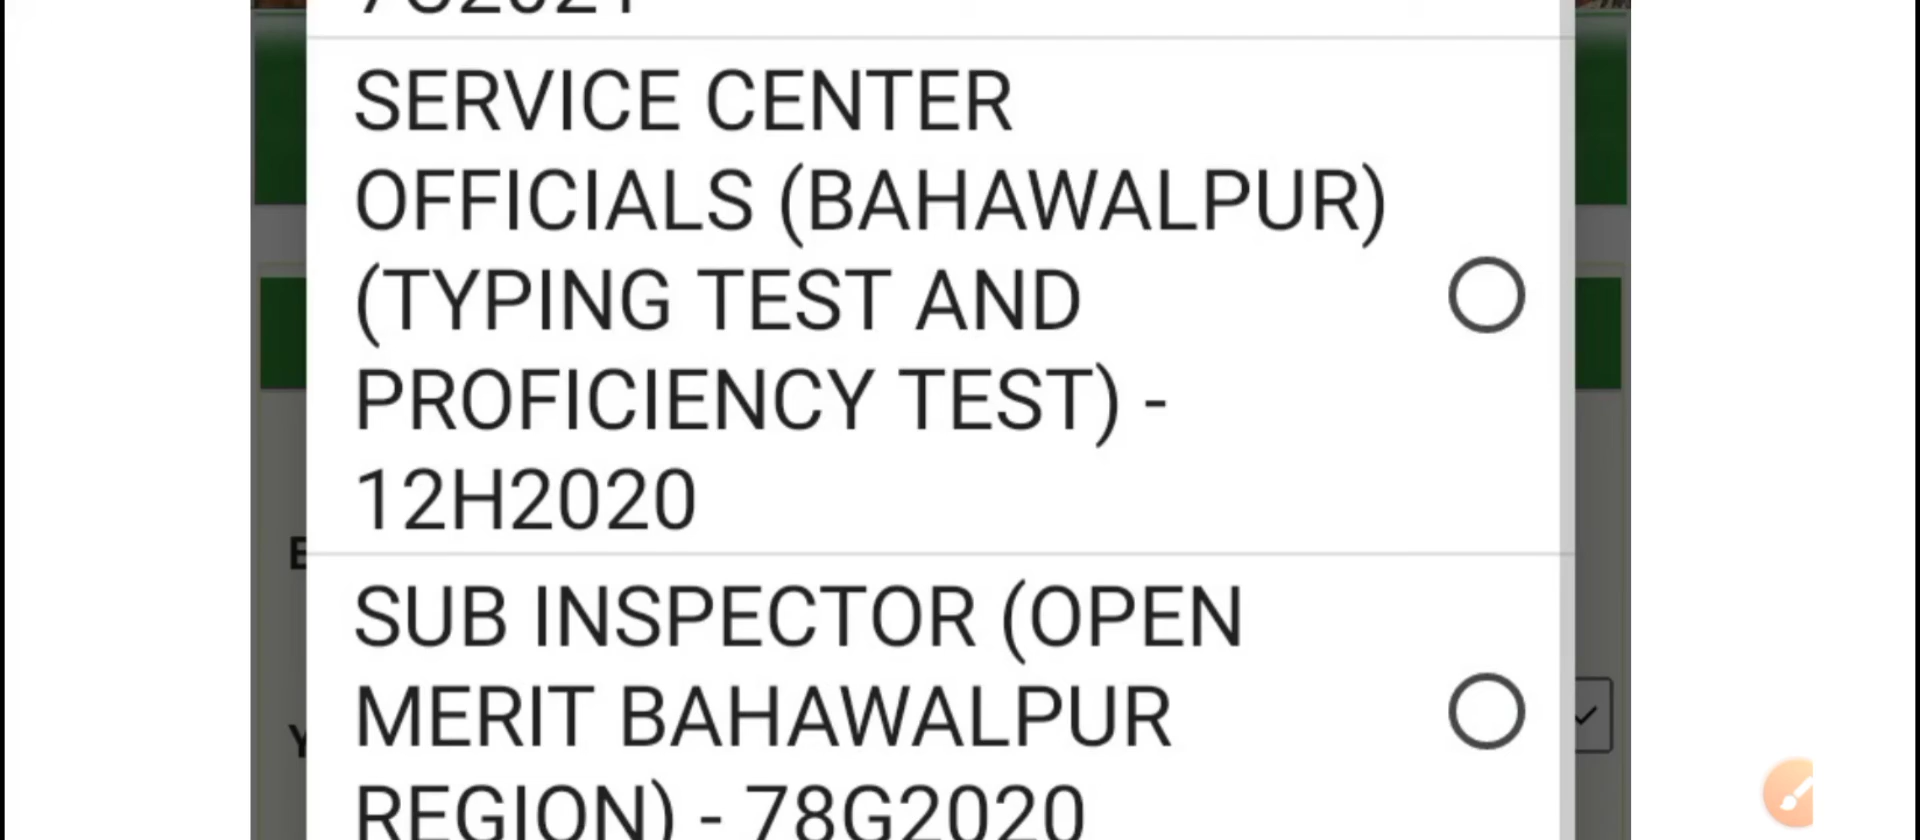 SERVICE CENTER
OFFICIALS (BAHAWALPUR)
(TYPING TEST AND
PROFICIENCY TEST) -
12H2020
SUB INSPECTOR (OPEN
MERIT BAHAWALPUR
REGION) - 78G2020